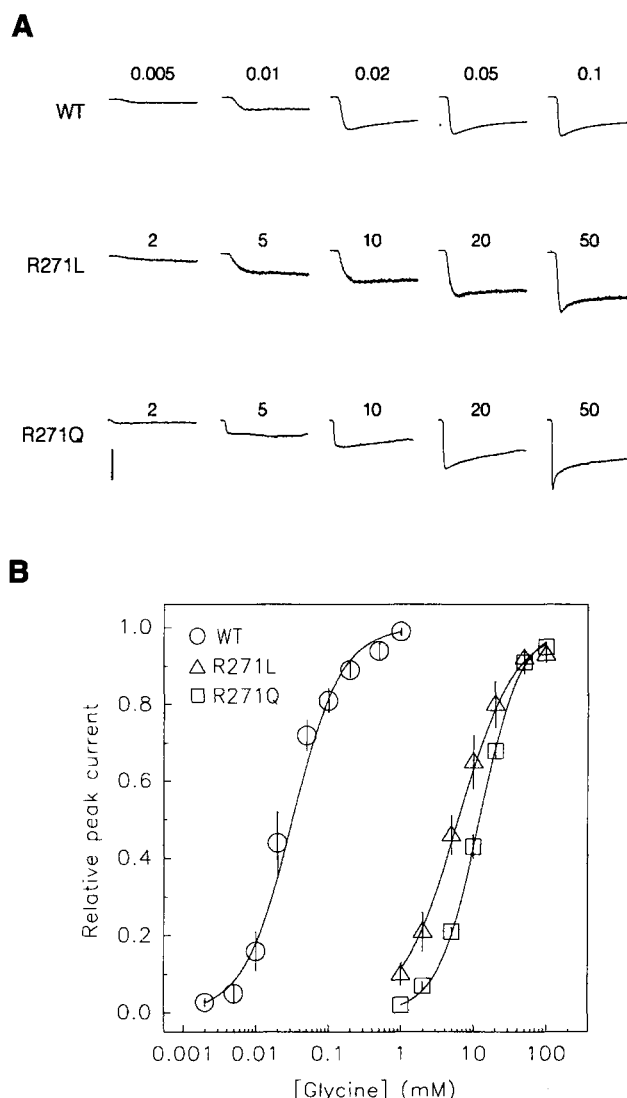 A
0.005 0.01 0.02 0.05 0.1
WT
2 5 10 20 50
R271L
2 5 10 20 50
R271Q
B
1.0
0.8
0.6
0.4
0.2
0.0
Relative peak current
WT
R271L
R271Q
0.001 0.01 0.1 1 10 100
[Glycine] (mM)